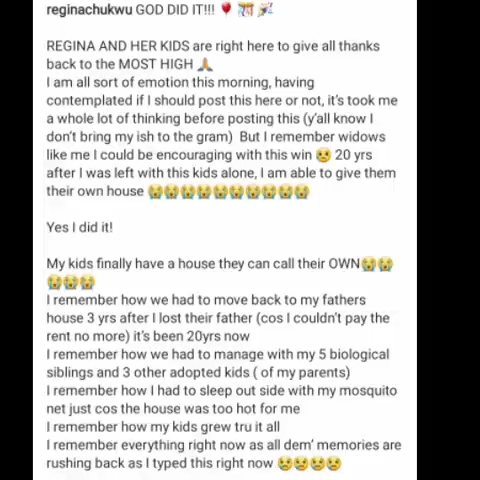 reginachukwu GOD DID IT!!! 🎈 🎊 🎉
REGINA AND HER KIDS are right here to give all thanks
back to the MOST HIGH 🙏
I am all sort of emotion this morning, having
contemplated if I should post this here or not, it's took me
a whole lot of thinking before posting this (y'all know I
don't bring my ish to the gram) But I remember widows
like me I could be encouraging with this win 😢 20 yrs
after I was left with this kids alone, I am able to give them
their own house 😭😭😭😭😭😭😭😭😭😭
Yes I did it!
My kids finally have a house they can call their OWN😭😭
😭😭😭
I remember how we had to move back to my fathers
house 3 yrs after I lost their father (cos I couldn't pay the
rent no more) it's been 20yrs now
I remember how we had to manage with my 5 biological
siblings and 3 other adopted kids ( of my parents)
I remember how I had to sleep out side with my mosquito
net just cos the house was too hot for me
I remember how my kids grew tru it all
I remember everything right now as all dem' memories are
rushing back as I typed this right now 😢😢😢😢